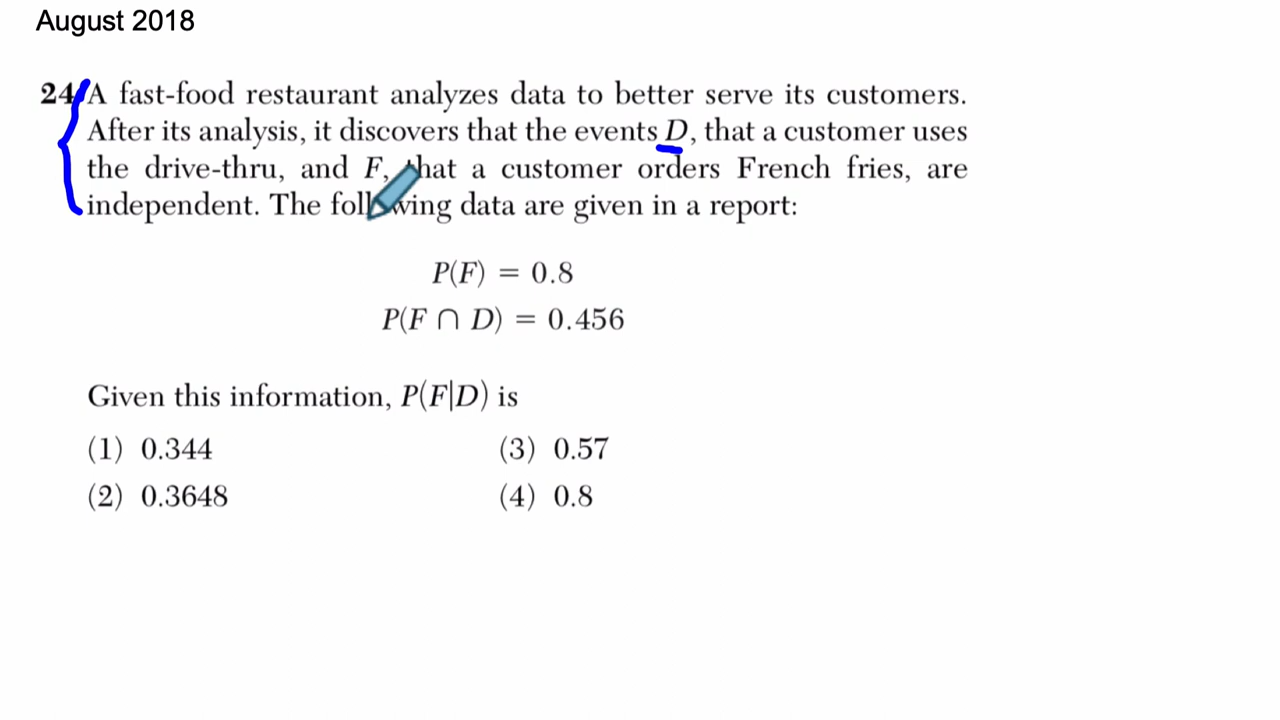 August 2018
24 A fast-food restaurant analyzes data to better serve its customers.
After its analysis, it discovers that the events D, that a customer uses
the drive-thru, and F, that a customer orders French fries, are
independent. The following data are given in a report:
P(F) = 0.8
P(F ∩ D) = 0.456
Given this information, P(F|D) is
(1) 0.344 (3) 0.57
(2) 0.3648 (4) 0.8